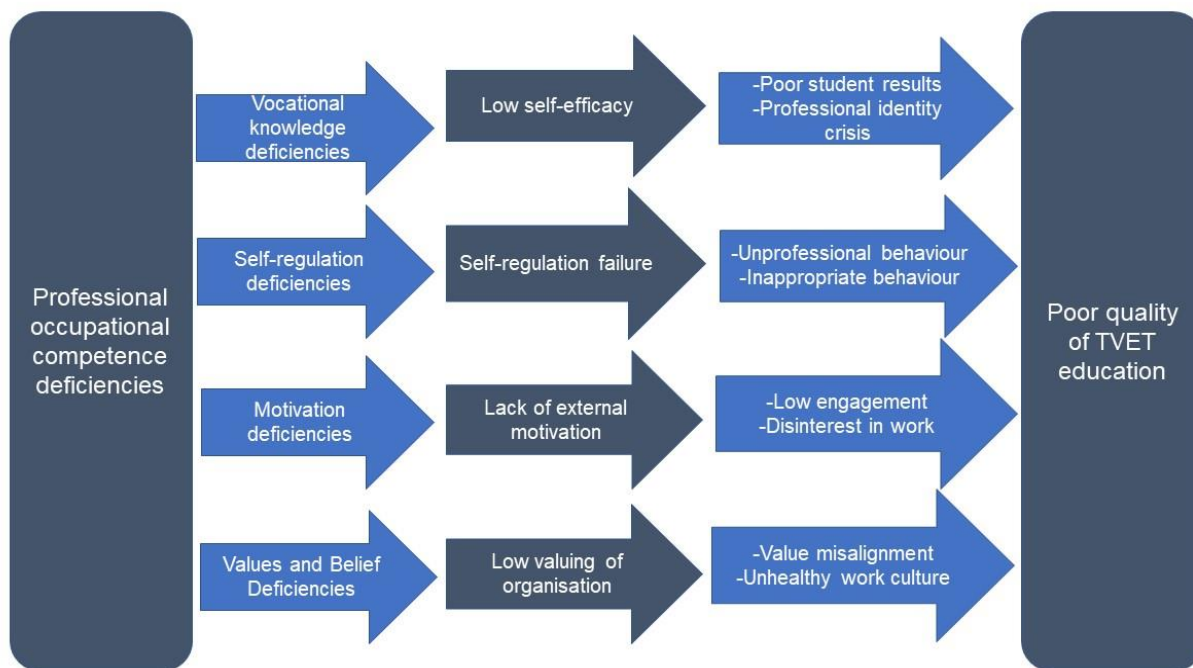 Professional
occupational
competence
deficiencies
Vocational
knowledge
deficiencies
Low self-efficacy
-Poor student results
-Professional identity
crisis
Self-regulation
deficiencies
Self-regulation failure
-Unprofessional behaviour
-Inappropriate behaviour
Motivation
deficiencies
Lack of external
motivation
-Low engagement
-Disinterest in work
Values and Belief
Deficiencies
Low valuing of
organisation
-Value misalignment
-Unhealthy work culture
Poor quality
of TVET
education